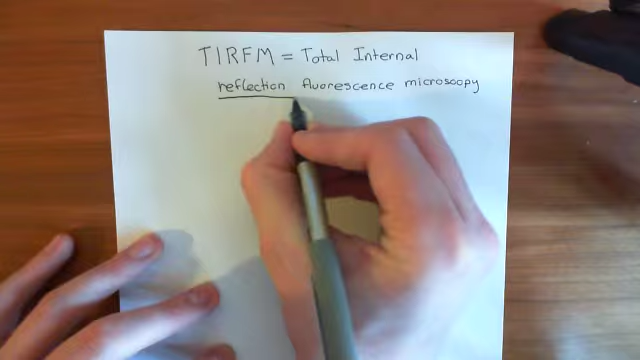 TIRFM = Total Internal
reflection fluorescence microscopy